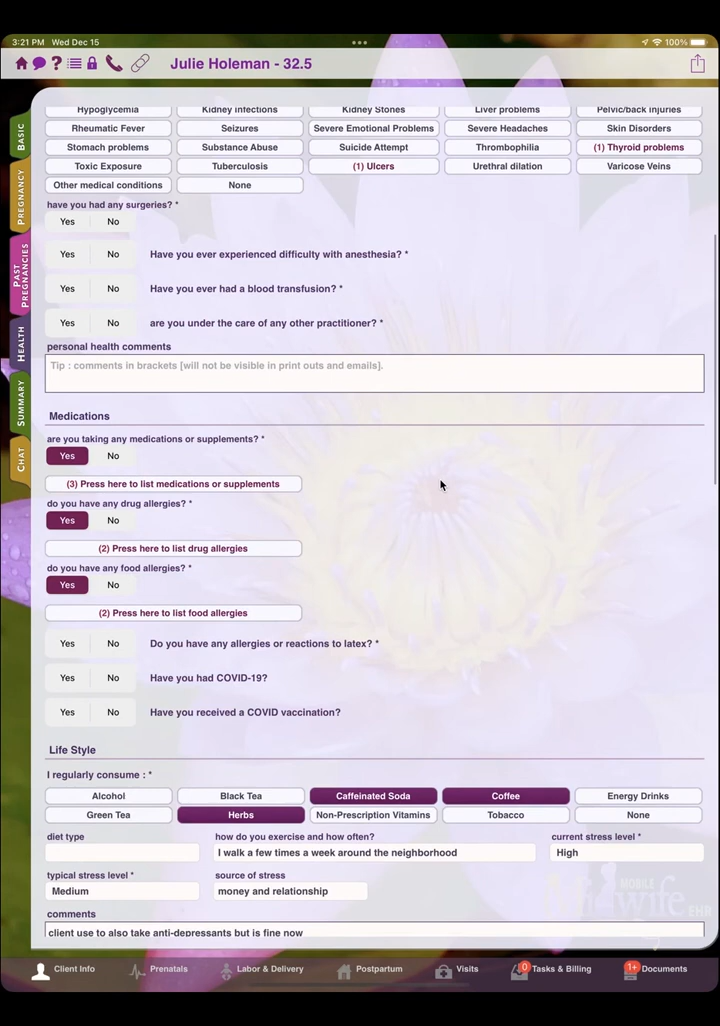 3:21 PM Wed Dec 15
100%
Julie Holeman - 32.5
BASIC
PREGNANCY
PAST PREGNANCIES
HEALTH
SUMMARY
CHAT
Hypoglycemia Kidney infections Kidney Stones Liver problems Pelvic/back injuries
Rheumatic Fever Seizures Severe Emotional Problems Severe Headaches Skin Disorders
Stomach problems Substance Abuse Suicide Attempt Thrombophilia (1) Thyroid problems
Toxic Exposure Tuberculosis (1) Ulcers Urethral dilation Varicose Veins
Other medical conditions None
have you had any surgeries? *
Yes No
Yes No Have you ever experienced difficulty with anesthesia? *
Yes No Have you ever had a blood transfusion? *
Yes No are you under the care of any other practitioner? *
personal health comments
Tip : comments in brackets [will not be visible in print outs and emails].
Medications
are you taking any medications or supplements? *
Yes No
(3) Press here to list medications or supplements
do you have any drug allergies? *
Yes No
(2) Press here to list drug allergies
do you have any food allergies? *
Yes No
(2) Press here to list food allergies
Yes No Do you have any allergies or reactions to latex? *
Yes No Have you had COVID-19?
Yes No Have you received a COVID vaccination?
Life Style
I regularly consume : *
Alcohol Black Tea Caffeinated Soda Coffee Energy Drinks
Green Tea Herbs Non-Prescription Vitamins Tobacco None
diet type how do you exercise and how often? current stress level *
I walk a few times a week around the neighborhood High
typical stress level * source of stress
Medium money and relationship
MOBILE
midwife EHR
comments
client use to also take anti-depressants but is fine now
Client Info Prenatals Labor & Delivery Postpartum Visits 0 Tasks & Billing 1+ Documents